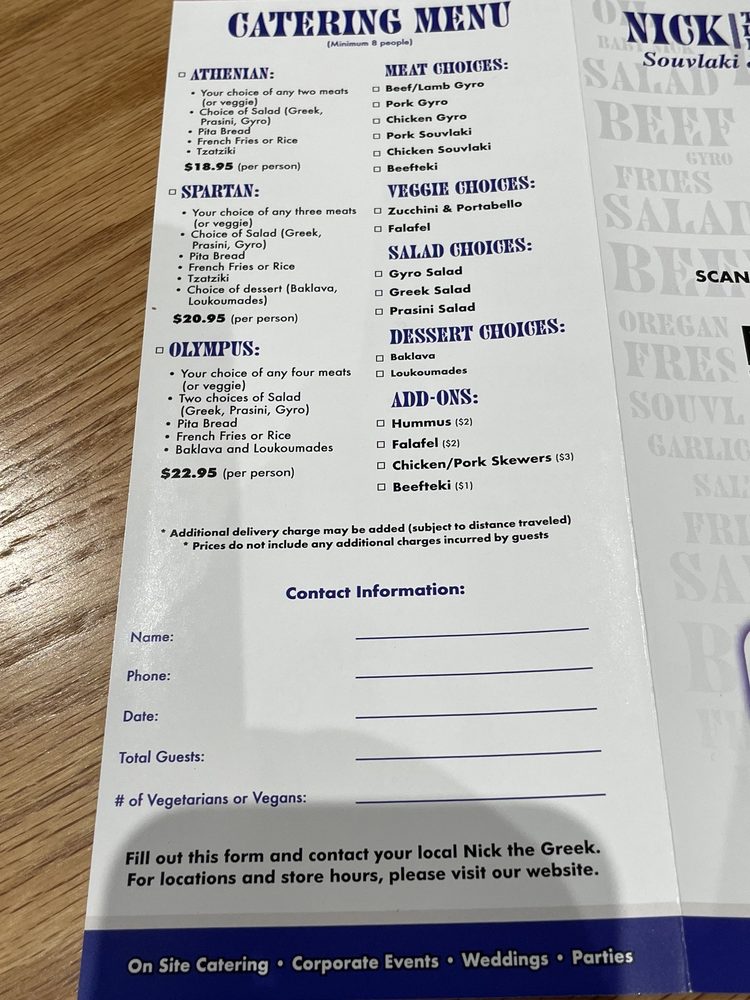 CATERING MENU
(Minimum 8 people)
ATHENIAN:
• Your choice of any two meats
(or veggie)
• Choice of Salad (Greek,
Prasini, Gyro)
• Pita Bread
• French Fries or Rice
• Tzatziki
$18.95 (per person)
SPARTAN:
• Your choice of any three meats
(or veggie)
• Choice of Salad (Greek,
Prasini, Gyro)
• Pita Bread
• French Fries or Rice
• Tzatziki
• Choice of dessert (Baklava,
Loukoumades)
$20.95 (per person)
OLYMPUS:
• Your choice of any four meats
(or veggie)
• Two choices of Salad
(Greek, Prasini, Gyro)
• Pita Bread
• French Fries or Rice
• Baklava and Loukoumades
$22.95 (per person)
MEAT CHOICES:
Beef/Lamb Gyro
Pork Gyro
Chicken Gyro
Pork Souvlaki
Chicken Souvlaki
Beefteki
VEGGIE CHOICES:
Zucchini & Portabello
Falafel
SALAD CHOICES:
Gyro Salad
Greek Salad
Prasini Salad
DESSERT CHOICES:
Baklava
Loukoumades
ADD-ONS:
Hummus ($2)
Falafel ($2)
Chicken/Pork Skewers ($3)
Beefteki ($1)
* Additional delivery charge may be added (subject to distance traveled)
* Prices do not include any additional charges incurred by guests
Contact Information:
Name:
Phone:
Date:
Total Guests:
# of Vegetarians or Vegans:
Fill out this form and contact your local Nick the Greek.
For locations and store hours, please visit our website.
On Site Catering • Corporate Events • Weddings • Parties
NICK
Souvlaki
SALAD
BEEF
GYRO
FRIES
SALAD
BEEF
SCAN
OREGAN
FRES
SOUVL
GARLIC
SAL
FRI
SA
B